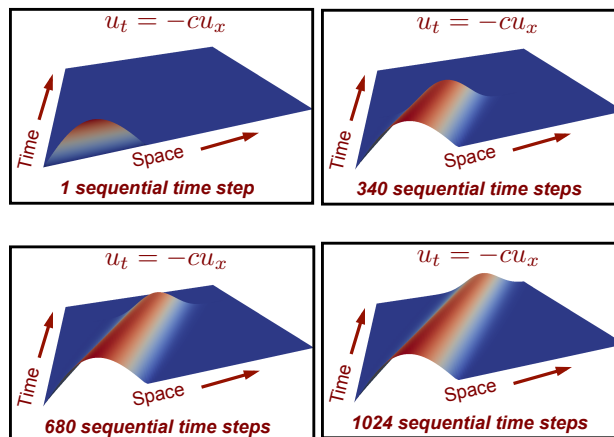 $u_t = -cu_x$
Time
Space
1 sequential time step
$u_t = -cu_x$
Time
Space
340 sequential time steps
$u_t = -cu_x$
Time
Space
680 sequential time steps
$u_t = -cu_x$
Time
Space
1024 sequential time steps